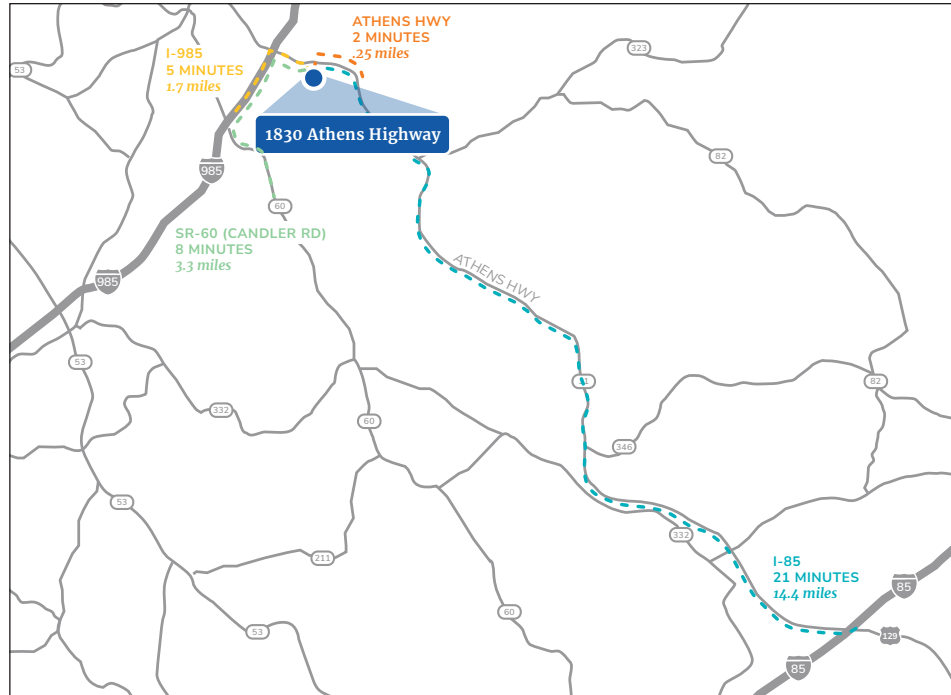 ATHENS HWY
2 MINUTES
.25 miles
I-985
5 MINUTES
1.7 miles
53
323
1830 Athens Highway
82
985
60
SR-60 (CANDLER RD)
8 MINUTES
3.3 miles
ATHENS HWY
985
53
11
82
332
60
346
53
332
211
I-85
21 MINUTES
14.4 miles
85
60
53
129
85